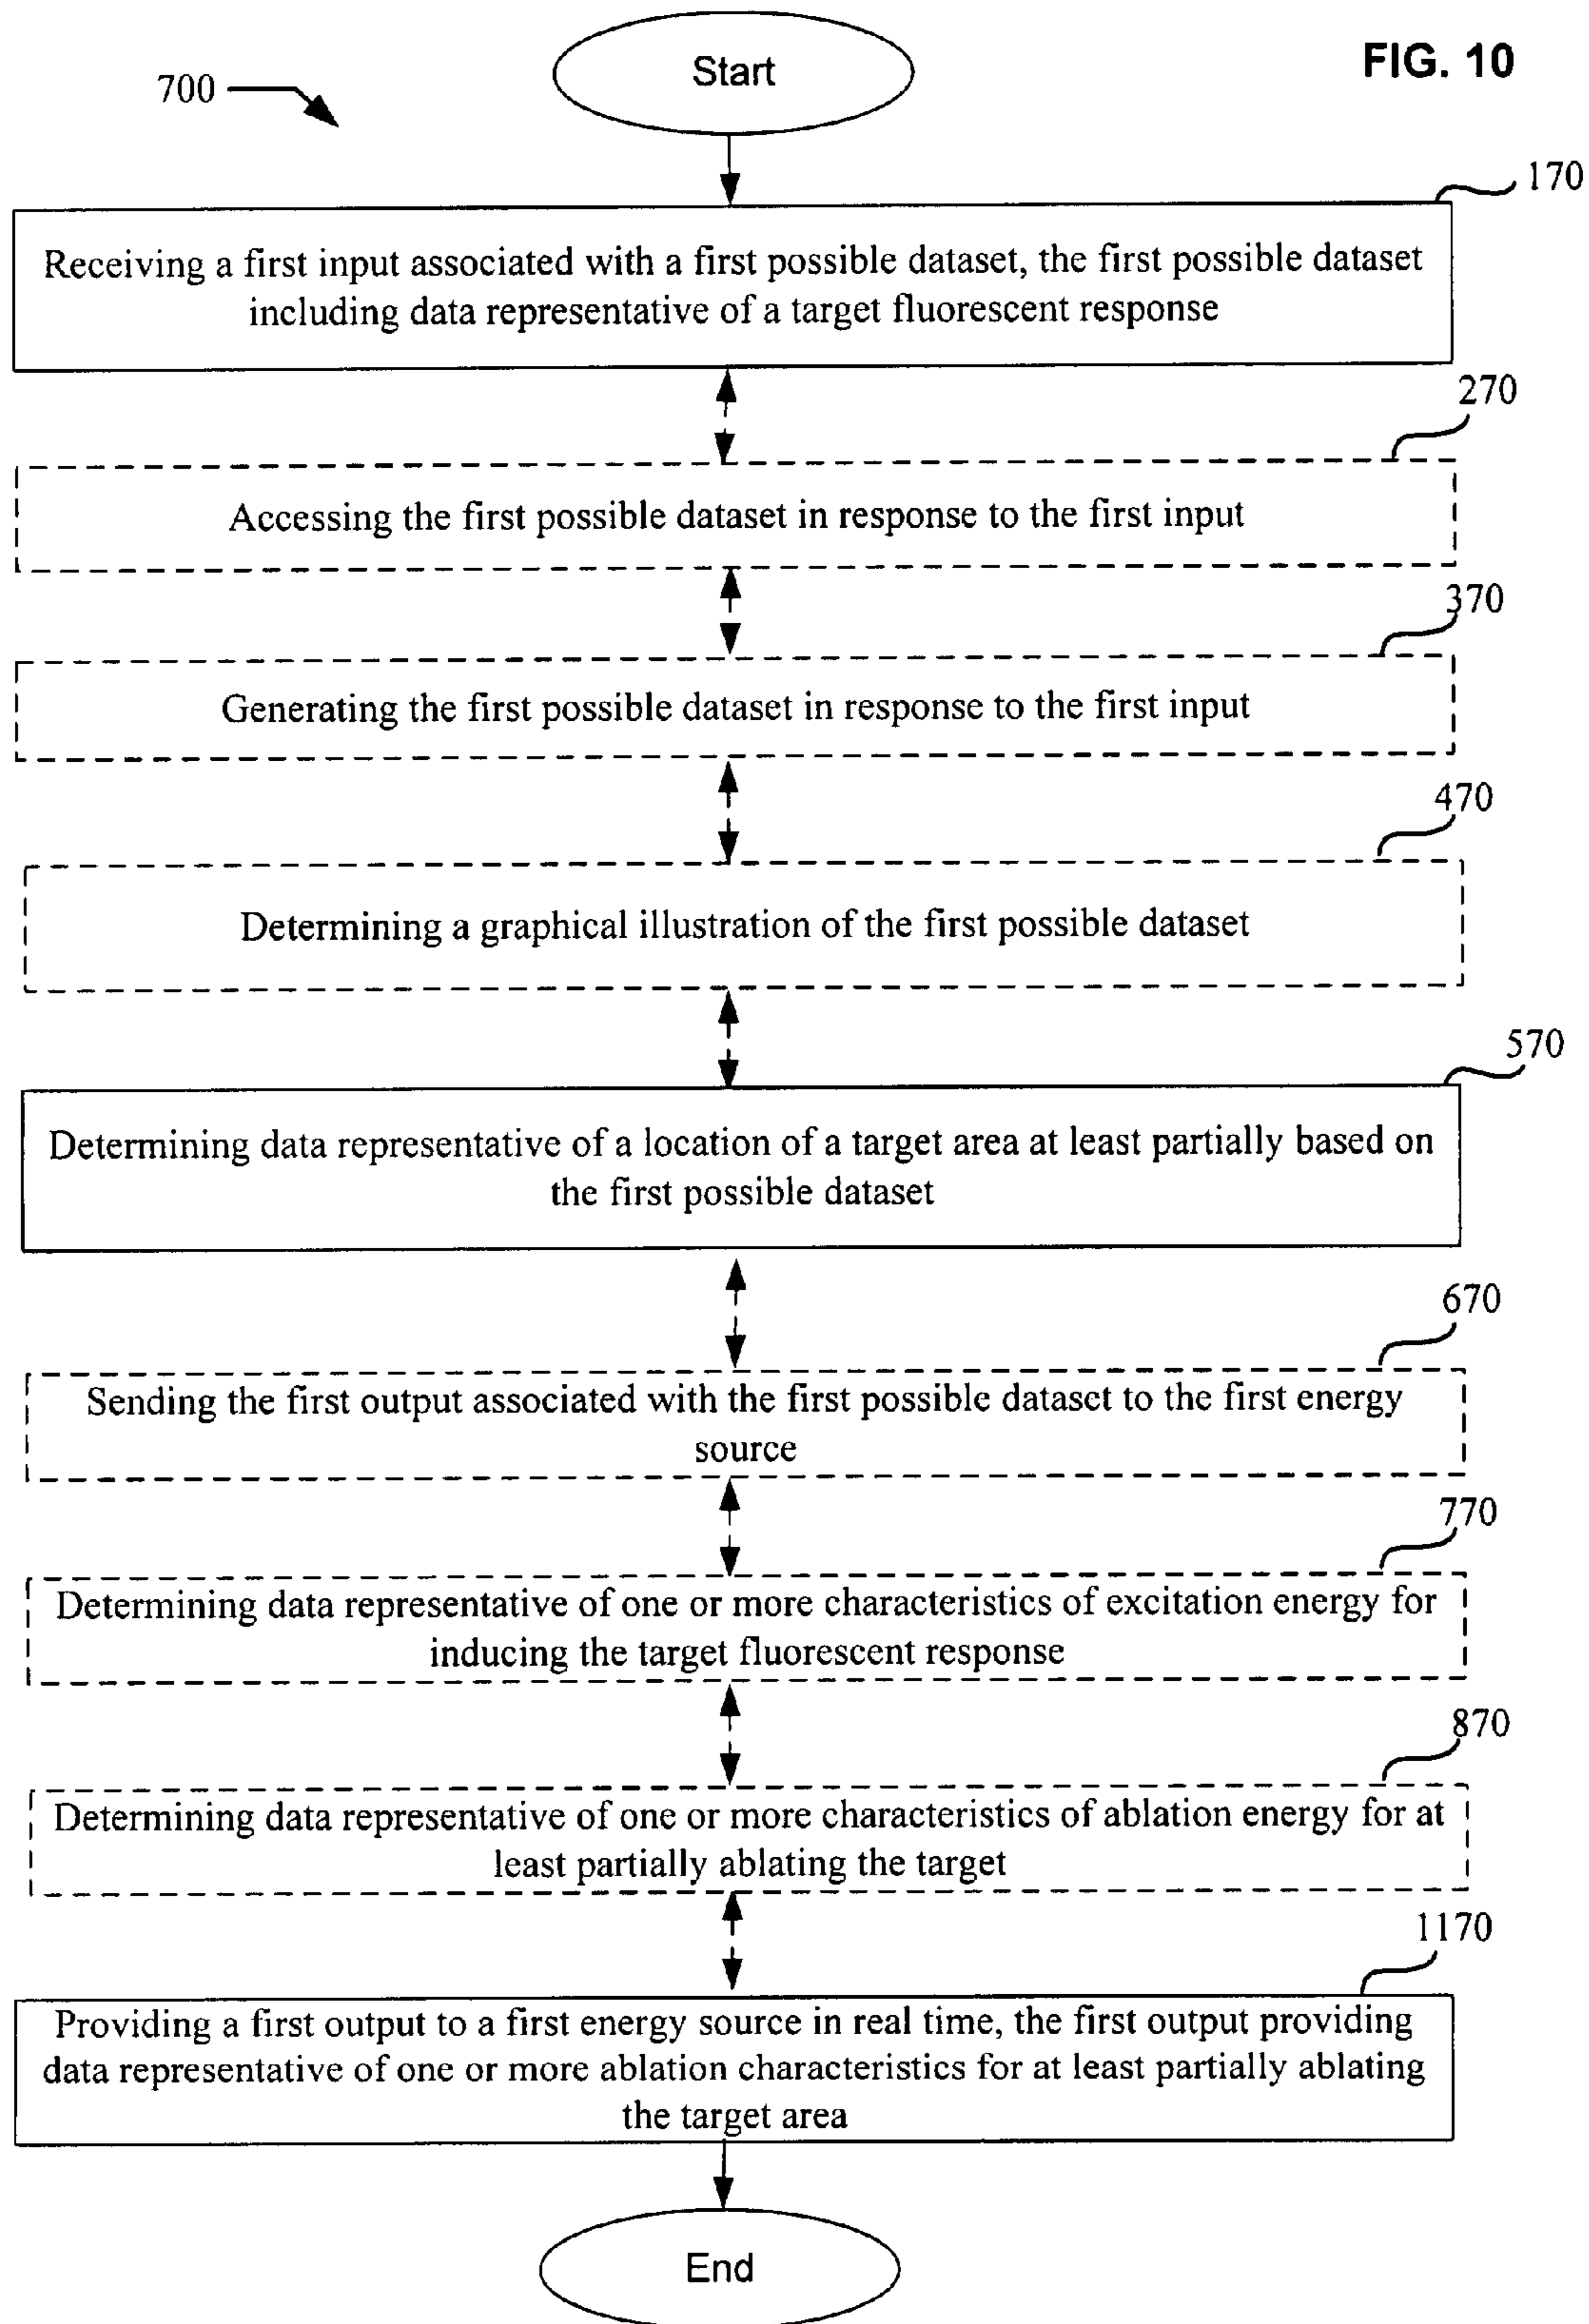 FIG. 10
700
Start
170
Receiving a first input associated with a first possible dataset, the first possible dataset
including data representative of a target fluorescent response
270
Accessing the first possible dataset in response to the first input
370
Generating the first possible dataset in response to the first input
470
Determining a graphical illustration of the first possible dataset
570
Determining data representative of a location of a target area at least partially based on
the first possible dataset
670
Sending the first output associated with the first possible dataset to the first energy
source
770
Determining data representative of one or more characteristics of excitation energy for
inducing the target fluorescent response
870
Determining data representative of one or more characteristics of ablation energy for at
least partially ablating the target
1170
Providing a first output to a first energy source in real time, the first output providing
data representative of one or more ablation characteristics for at least partially ablating
the target area
End